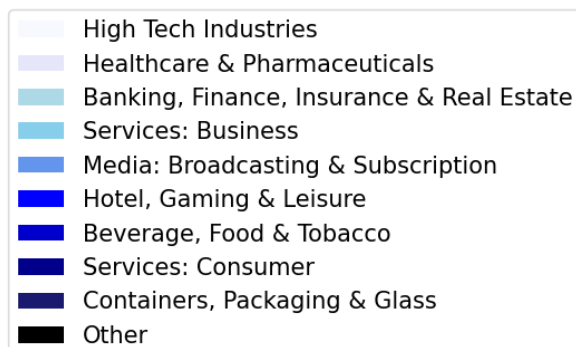 High Tech Industries
Healthcare & Pharmaceuticals
Banking, Finance, Insurance & Real Estate
Services: Business
Media: Broadcasting & Subscription
Hotel, Gaming & Leisure
Beverage, Food & Tobacco
Services: Consumer
Containers, Packaging & Glass
Other